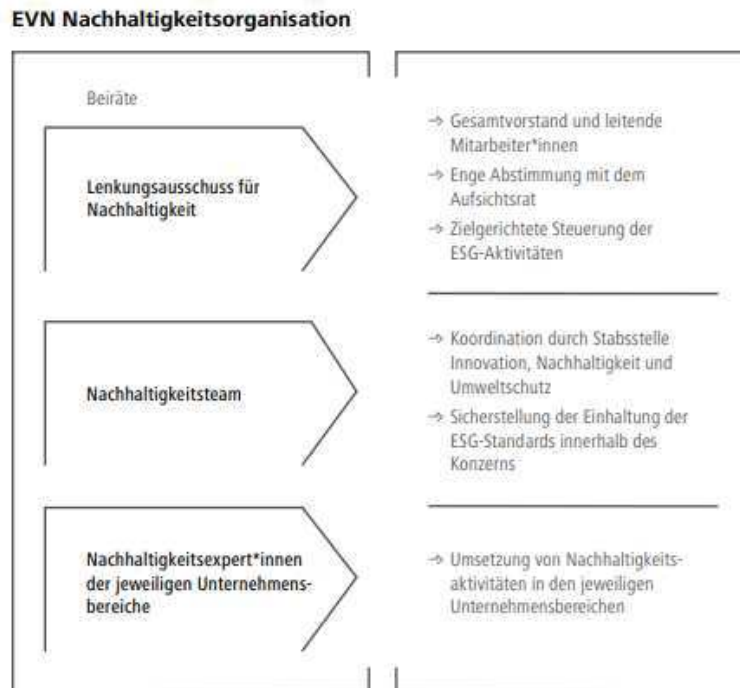 EVN Nachhaltigkeitsorganisation
Beiräte
Lenkungsausschuss für
Nachhaltigkeit
→ Gesamtvorstand und leitende
Mitarbeiter*innen
→ Enge Abstimmung mit dem
Aufsichtsrat
→ Zielgerichtete Steuerung der
ESG-Aktivitäten
Nachhaltigkeitsteam
→ Koordination durch Stabsstelle
Innovation, Nachhaltigkeit und
Umweltschutz
→ Sicherstellung der Einhaltung der
ESG-Standards innerhalb des
Konzerns
Nachhaltigkeitsexpert*innen
der jeweiligen Unternehmens-
bereiche
→ Umsetzung von Nachhaltigkeits-
aktivitäten in den jeweiligen
Unternehmensbereichen